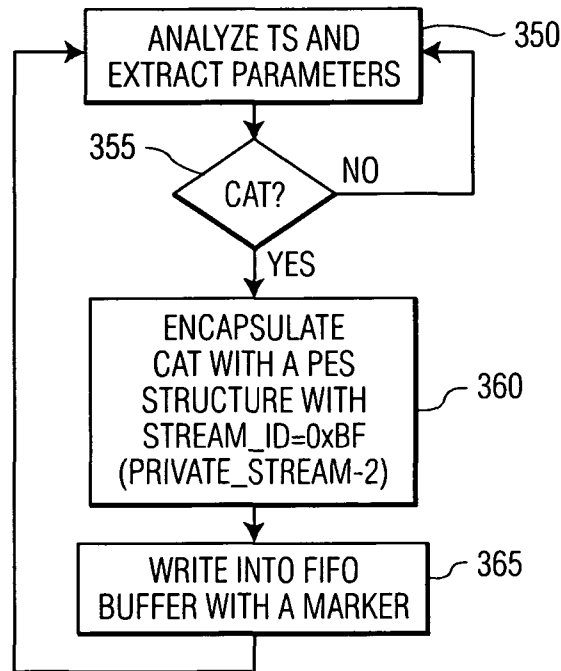 ANALYZE TS AND
EXTRACT PARAMETERS
350
355
CAT?
NO
YES
ENCAPSULATE
CAT WITH A PES
STRUCTURE WITH
STREAM_ID=0xBF
(PRIVATE_STREAM-2)
360
WRITE INTO FIFO
BUFFER WITH A MARKER
365